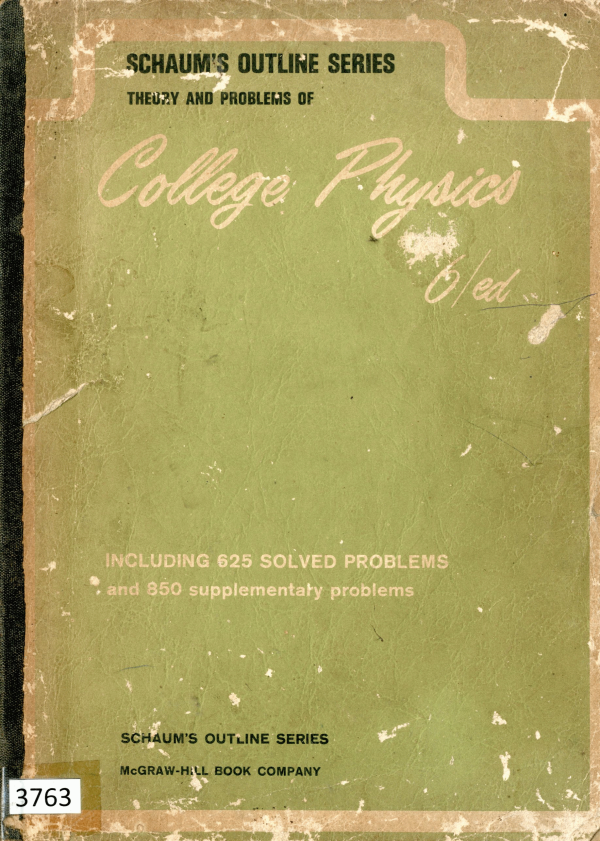 SCHAUM'S OUTLINE SERIES
THEORY AND PROBLEMS OF
College Physics
6/ed
INCLUDING 625 SOLVED PROBLEMS
and 850 supplementary problems
SCHAUM'S OUTLINE SERIES
McGRAW-HILL BOOK COMPANY
3763